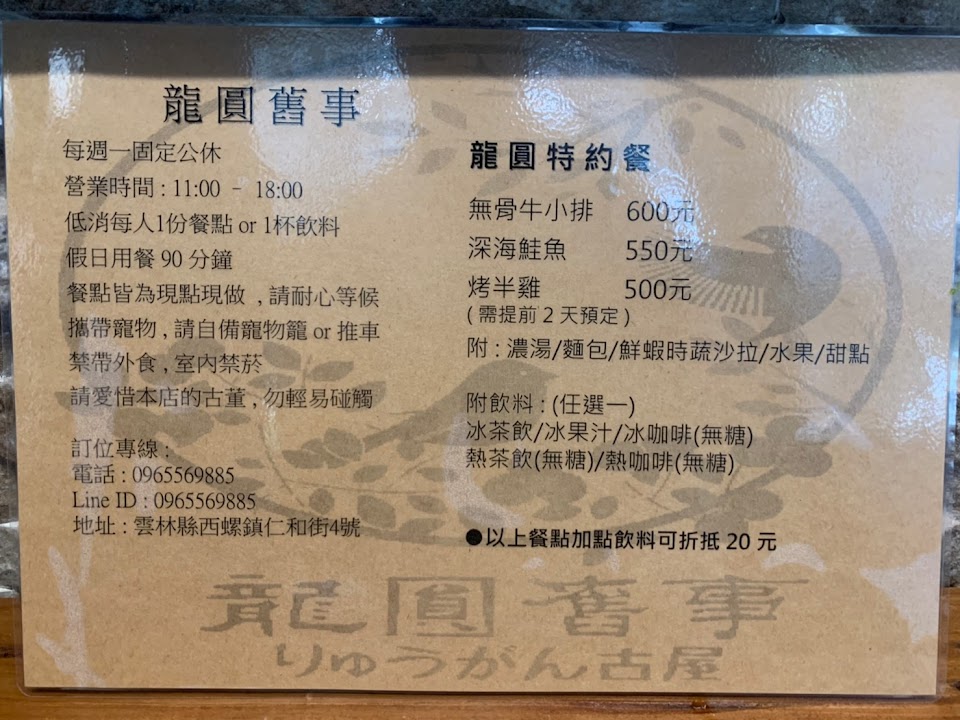 龍圓舊事
每週一固定公休
營業時間 : 11:00 - 18:00
低消每人1份餐點 or 1杯飲料
假日用餐 90 分鐘
餐點皆為現點現做 , 請耐心等候
攜帶寵物 , 請自備寵物籠 or 推車
禁帶外食 , 室內禁菸
請愛惜本店的古董 , 勿輕易碰觸
訂位專線 :
電話 : 0965569885
Line ID : 0965569885
地址 : 雲林縣西螺鎮仁和街4號
龍圓特約餐
無骨牛小排 600元
深海鮭魚 550元
烤半雞 500元
( 需提前 2 天預定 )
附 : 濃湯/麵包/鮮蝦時蔬沙拉/水果/甜點
附飲料 : (任選一)
冰茶飲/冰果汁/冰咖啡(無糖)
熱茶飲(無糖)/熱咖啡(無糖)
●以上餐點加點飲料可折抵 20 元
龍圓舊事
りゅうがん古屋